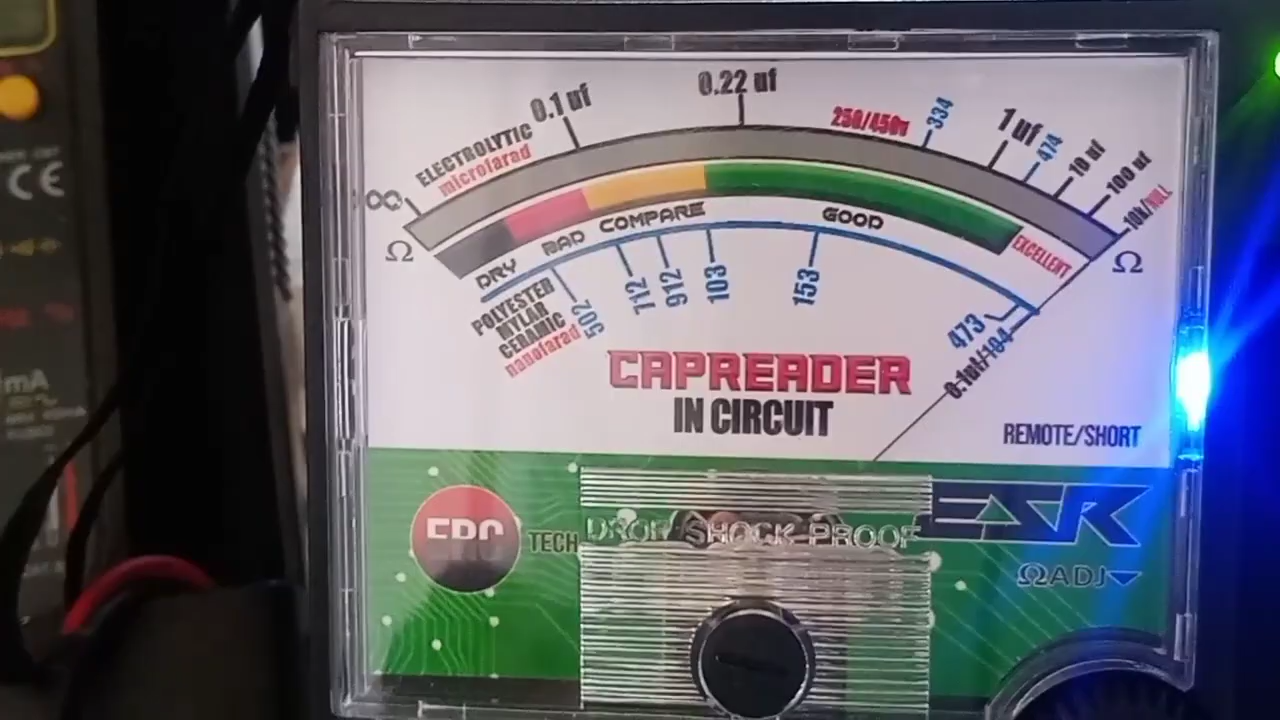 0.22 uf
0.1 uf
250/450v
334
1 uf
474
10 uf
100 uf
10k/NULL
ELECTROLYTIC
microfarad
∞
Ω
DRY
BAD
COMPARE
GOOD
EXCELLENT
Ω
POLYESTER
MYLAR
CERAMIC
nanofarad
502
712
912
103
153
473
0.1uf/104
CAPREADER
IN CIRCUIT
REMOTE/SHORT
TECH
DROP SHOCK PROOF
ESR
ΩADJ
CE
mA